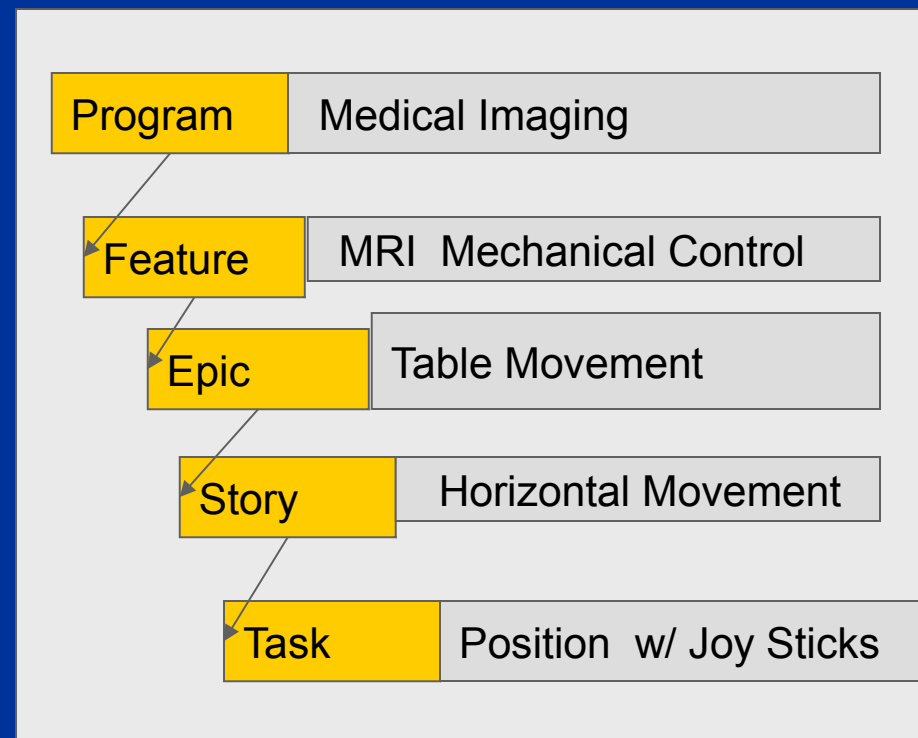 Program Medical Imaging
Feature MRI Mechanical Control
Epic Table Movement
Story Horizontal Movement
Task Position w/ Joy Sticks